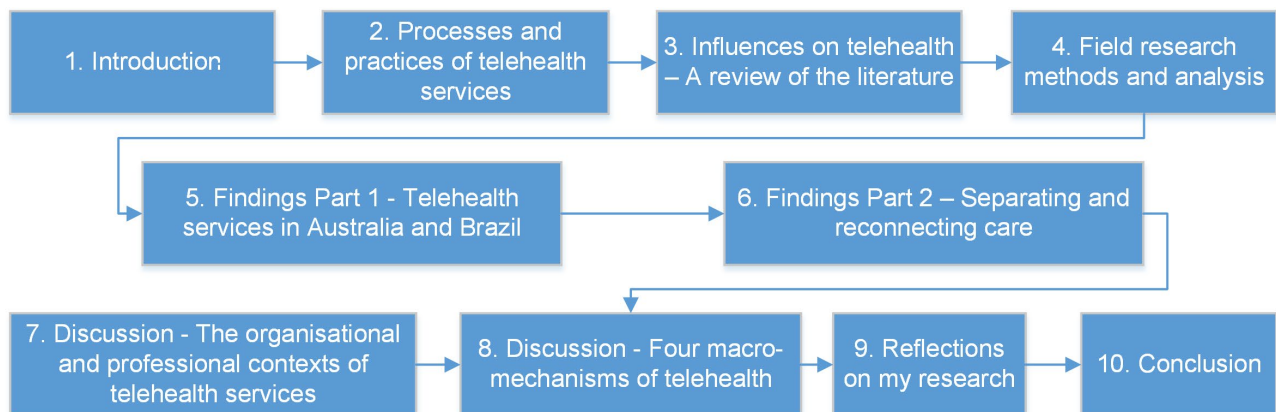 1. Introduction
2. Processes and
practices of telehealth
services
3. Influences on telehealth
– A review of the literature
4. Field research
methods and analysis
5. Findings Part 1 - Telehealth
services in Australia and Brazil
6. Findings Part 2 – Separating and
reconnecting care
7. Discussion - The organisational
and professional contexts of
telehealth services
8. Discussion - Four macro-
mechanisms of telehealth
9. Reflections
on my research
10. Conclusion